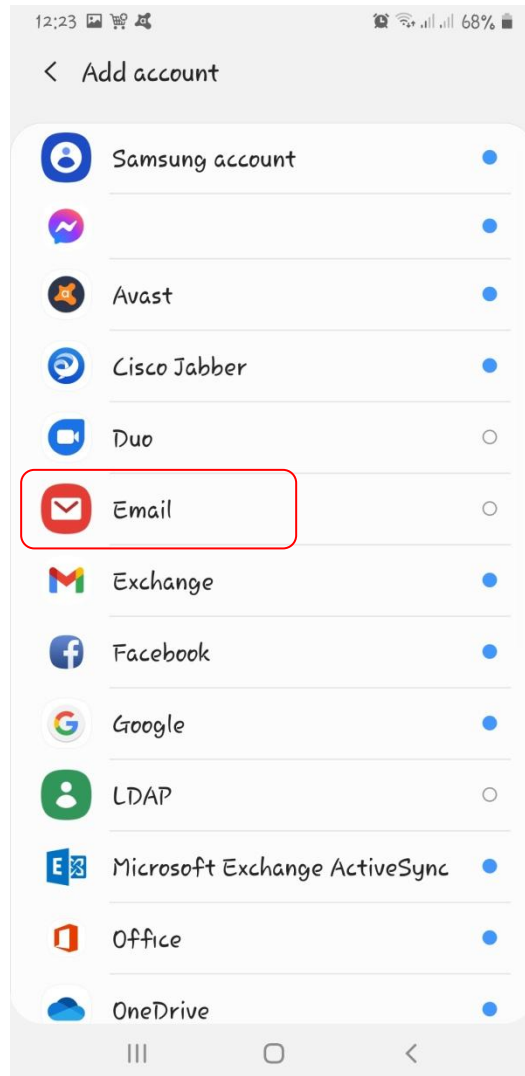 12:23 68%
Add account
Samsung account
Avast
Cisco Jabber
Duo
Email
Exchange
Facebook
Google
LDAP
E Microsoft Exchange ActiveSync
Office
OneDrive